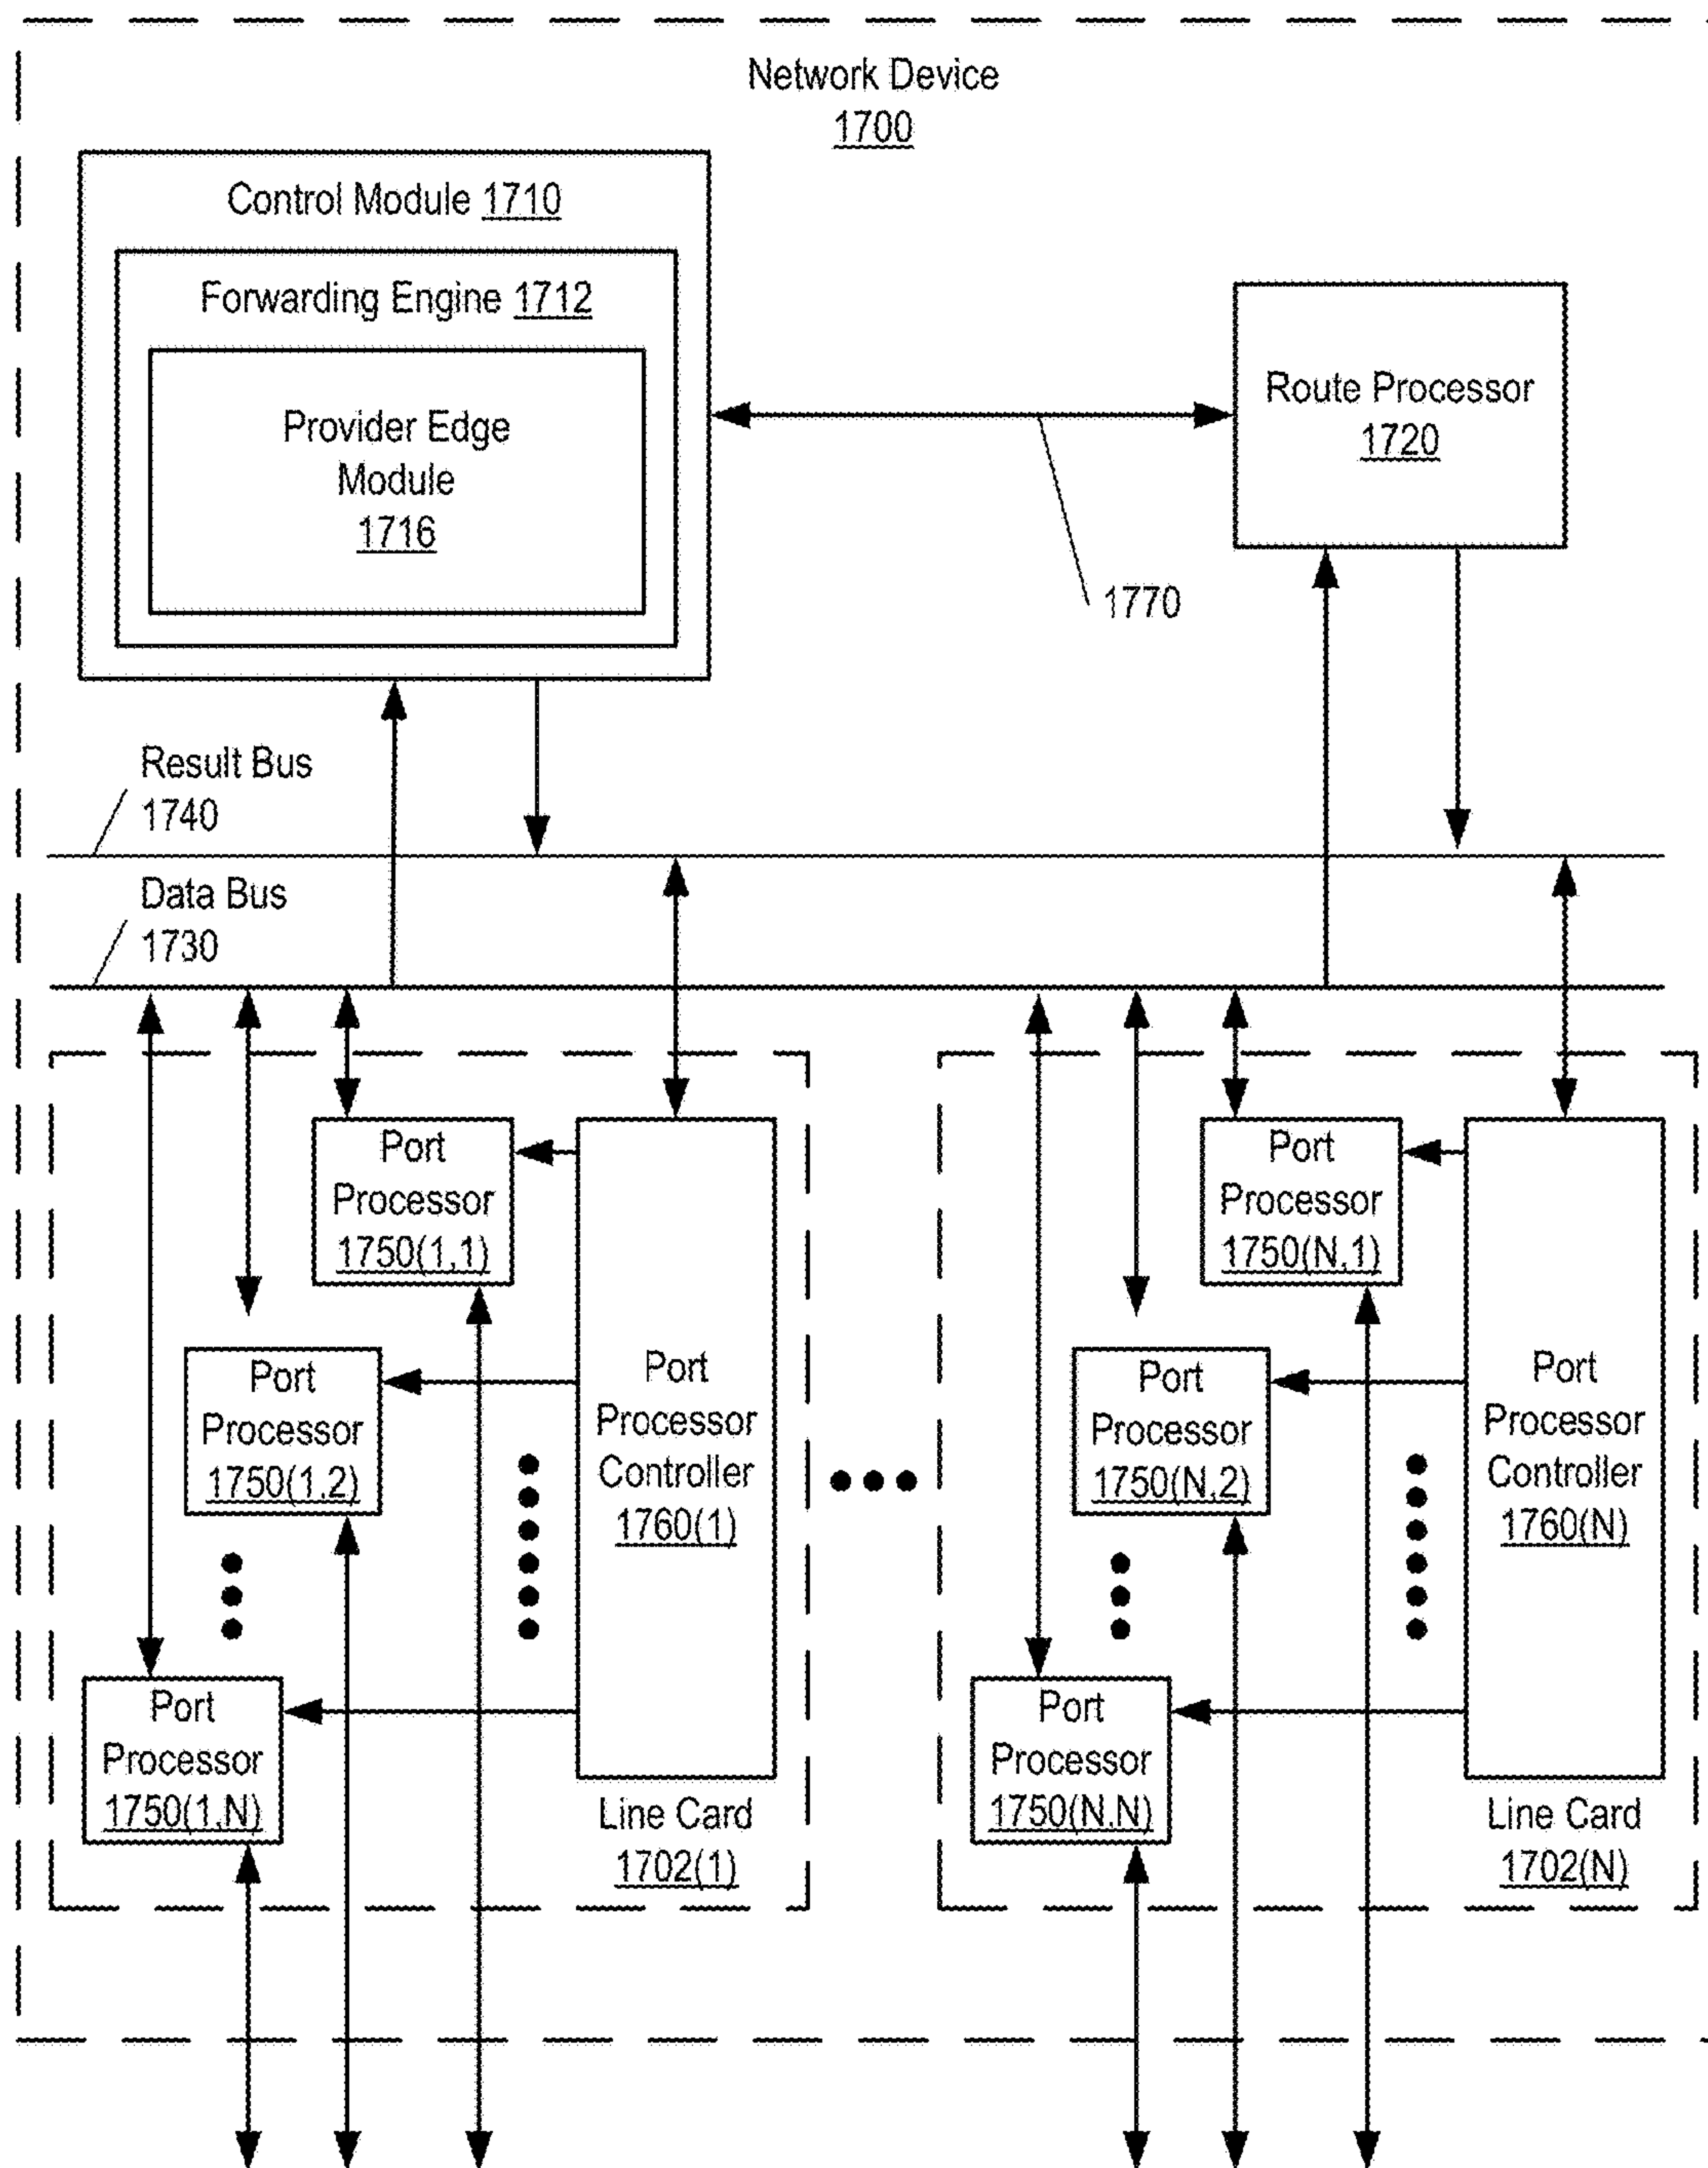 Network Device
1700
Control Module 1710
Forwarding Engine 1712
Provider Edge
Module
1716
Route Processor
1720
1770
Result Bus
1740
Data Bus
1730
Port
Processor
1750(1,1)
Port
Processor
1750(1,2)
Port
Processor
1750(1,N)
Port
Processor
Controller
1760(1)
Line Card
1702(1)
Port
Processor
1750(N,1)
Port
Processor
1750(N,2)
Port
Processor
1750(N,N)
Port
Processor
Controller
1760(N)
Line Card
1702(N)